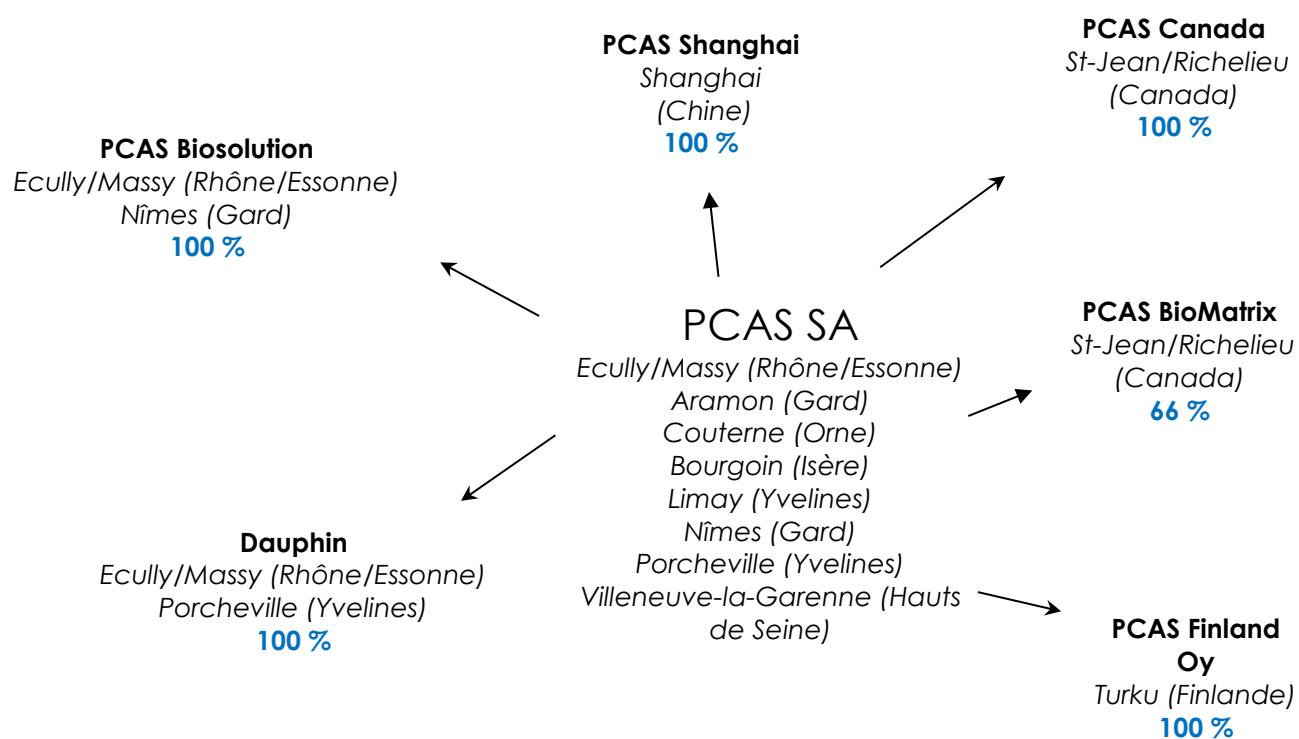 PCAS Shanghai
Shanghai
(Chine)
100 %
PCAS Canada
St-Jean/Richelieu
(Canada)
100 %
PCAS Biosolution
Ecully/Massy (Rhône/Essonne)
Nîmes (Gard)
100 %
PCAS SA
Ecully/Massy (Rhône/Essonne)
Aramon (Gard)
Couterne (Orne)
Bourgoin (Isère)
Limay (Yvelines)
Nîmes (Gard)
Porcheville (Yvelines)
Villeneuve-la-Garenne (Hauts
de Seine)
PCAS BioMatrix
St-Jean/Richelieu
(Canada)
66 %
Dauphin
Ecully/Massy (Rhône/Essonne)
Porcheville (Yvelines)
100 %
PCAS Finland
Oy
Turku (Finlande)
100 %